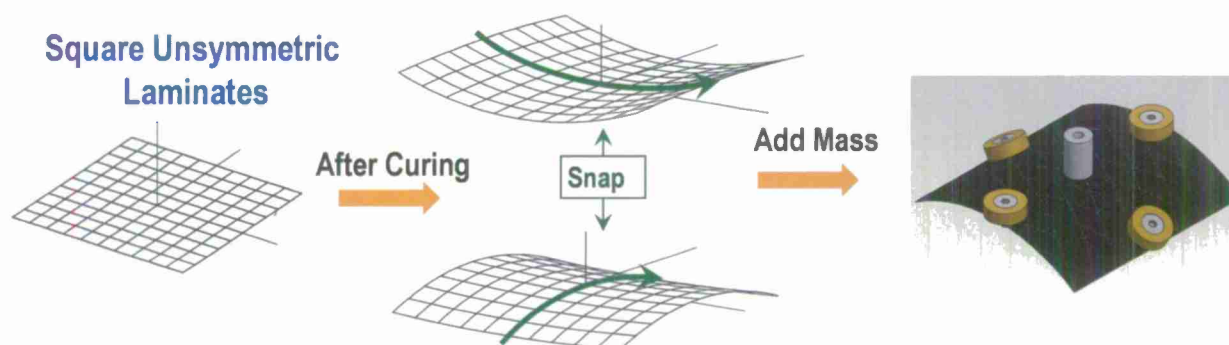 Square Unsymmetric
Laminates
After Curing
Snap
Add Mass